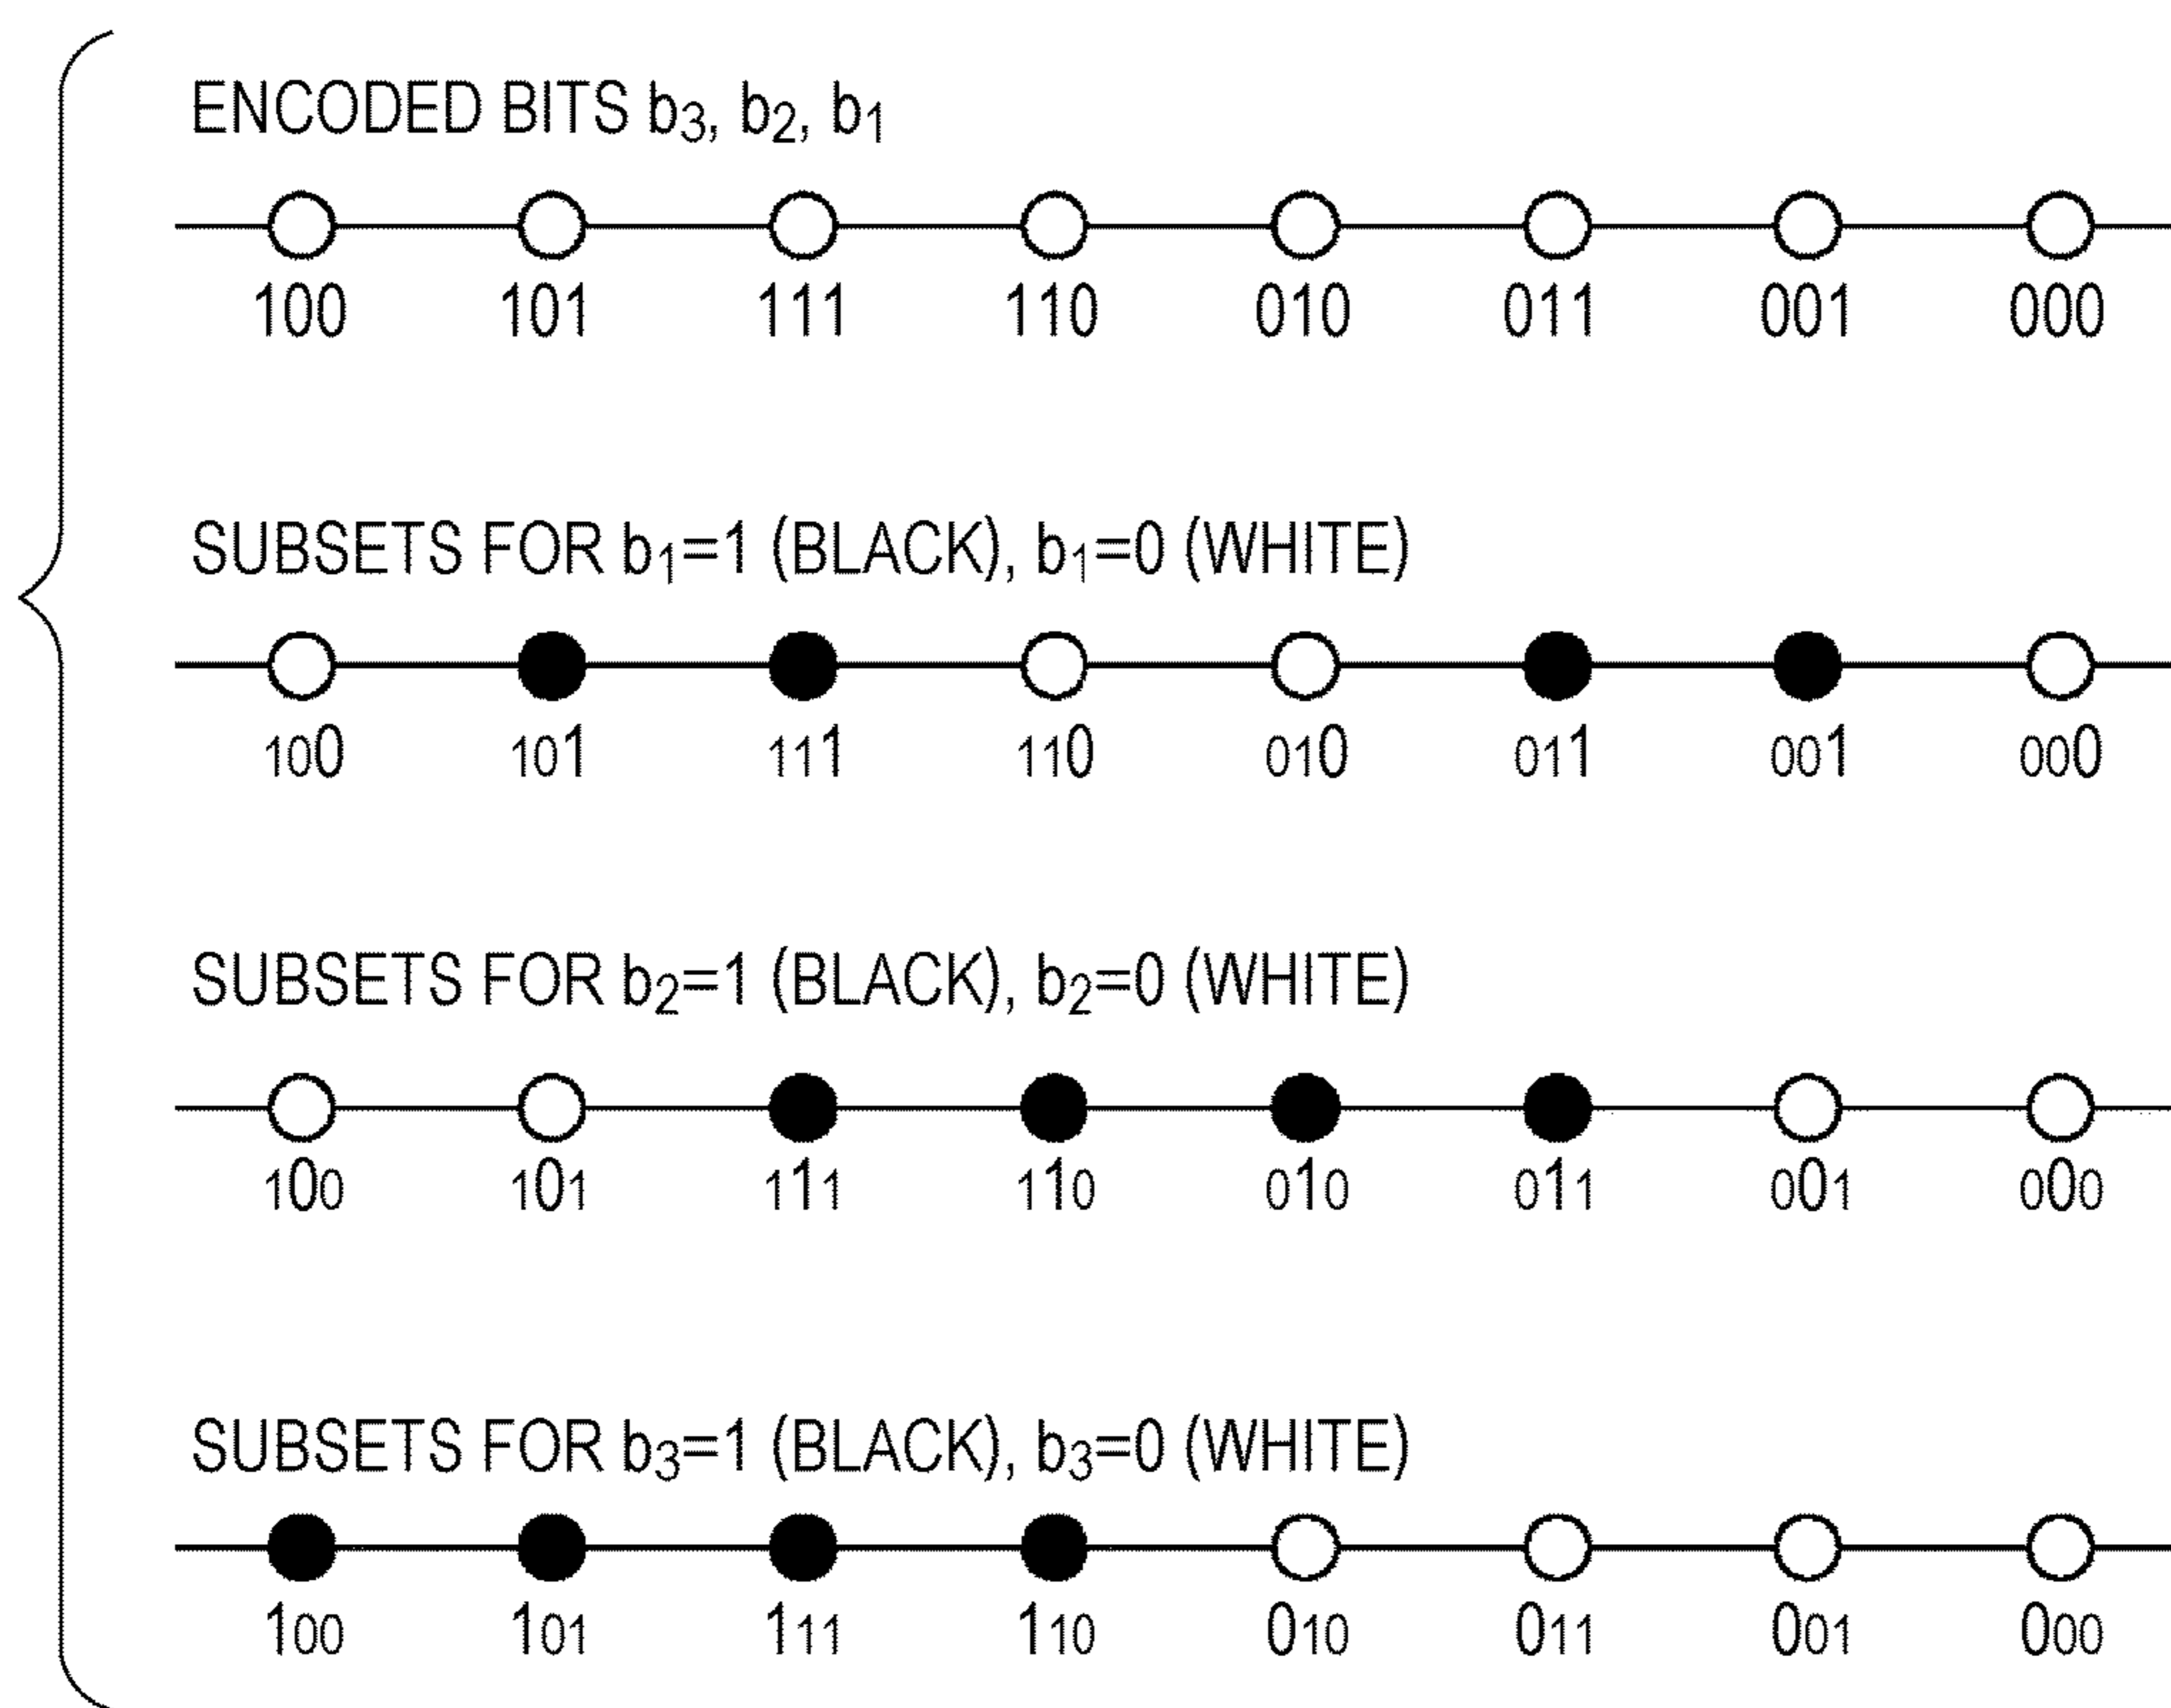 ENCODED BITS b3, b2, b1
100 101 111 110 010 011 001 000
SUBSETS FOR b1=1 (BLACK), b1=0 (WHITE)
100 101 111 110 010 011 001 000
SUBSETS FOR b2=1 (BLACK), b2=0 (WHITE)
100 101 111 110 010 011 001 000
SUBSETS FOR b3=1 (BLACK), b3=0 (WHITE)
100 101 111 110 010 011 001 000